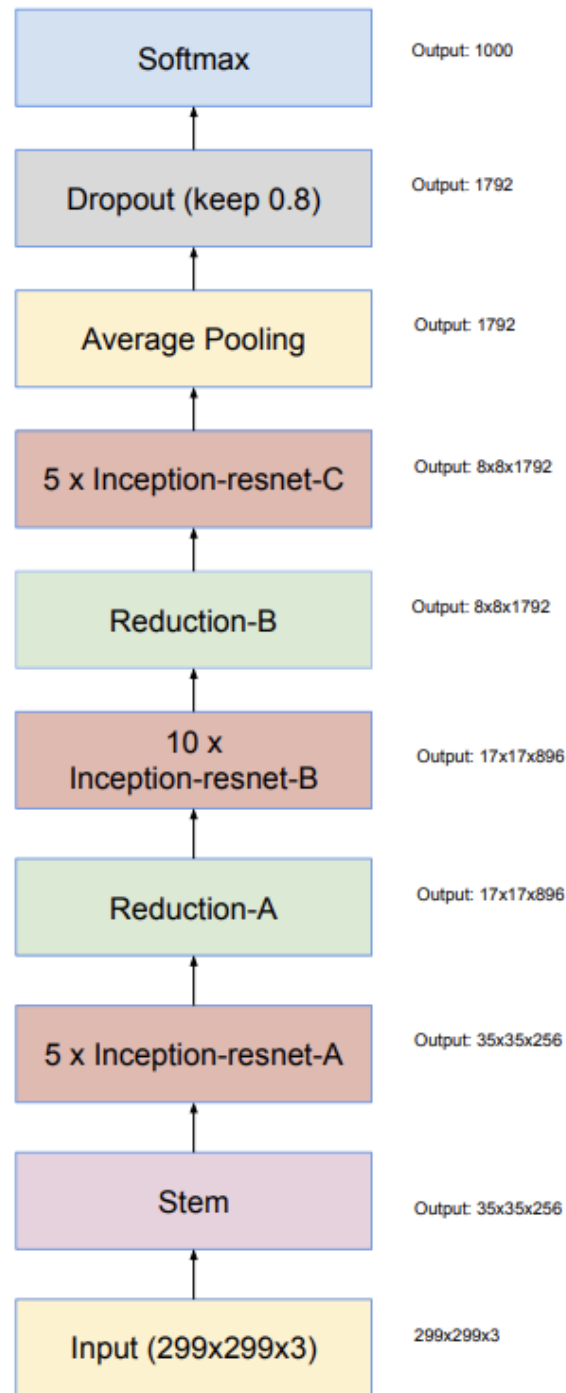 Softmax
Output: 1000
Dropout (keep 0.8)
Output: 1792
Average Pooling
Output: 1792
5 x Inception-resnet-C
Output: 8x8x1792
Reduction-B
Output: 8x8x1792
10 x
Inception-resnet-B
Output: 17x17x896
Reduction-A
Output: 17x17x896
5 x Inception-resnet-A
Output: 35x35x256
Stem
Output: 35x35x256
Input (299x299x3)
299x299x3